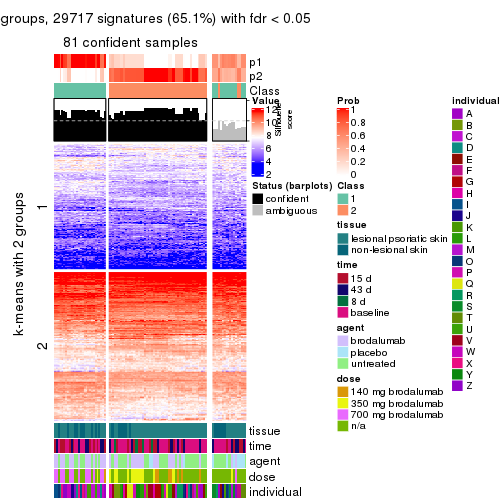 groups, 29717 signatures (65.1%) with fdr < 0.05
81 confident samples
p1
p2
Class
k-means with 2 groups
1
2
Silhouette
score
tissue
time
agent
dose
individual
Value
12
10
8
6
4
2
Status (barplots)
confident
ambiguous
Prob
1
0.8
0.6
0.4
0.2
0
Class
1
2
tissue
lesional psoriatic skin
non-lesional skin
time
15 d
43 d
8 d
baseline
agent
brodalumab
placebo
untreated
dose
140 mg brodalumab
350 mg brodalumab
700 mg brodalumab
n/a
individual
A
B
C
D
E
F
G
H
I
J
K
L
M
O
P
Q
R
S
T
U
V
W
X
Y
Z